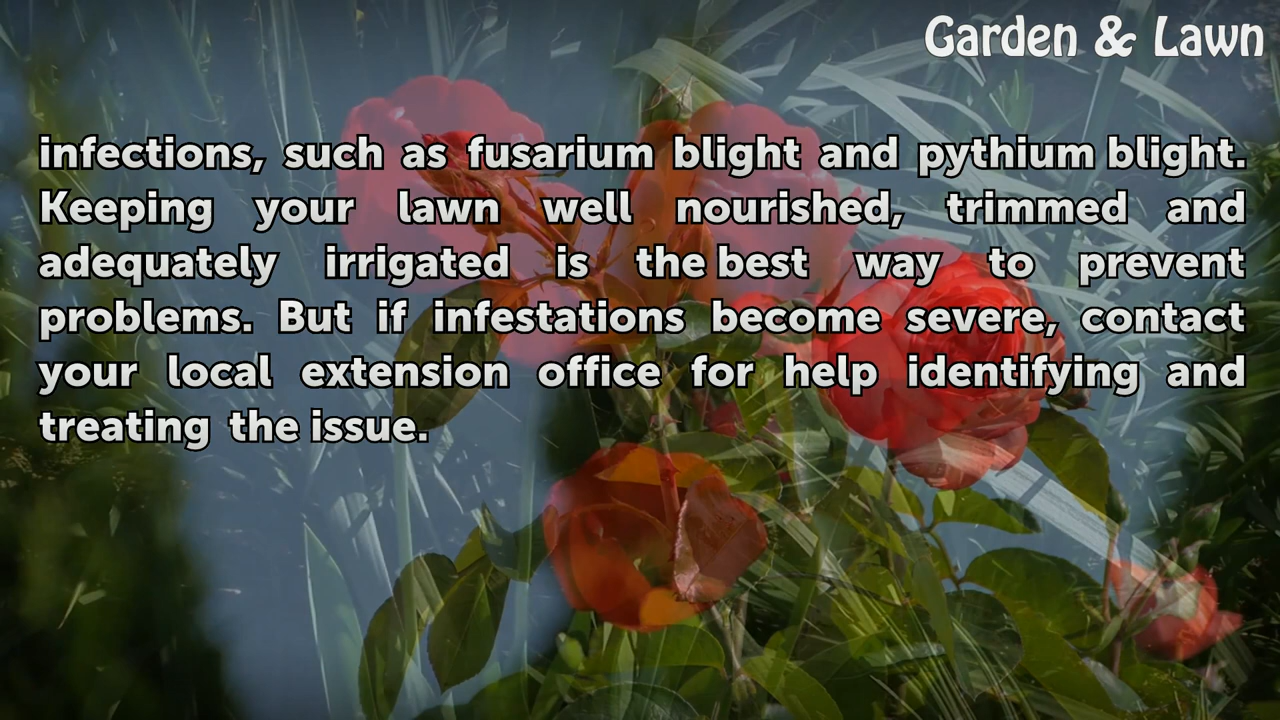 Garden & Lawn
infections, such as fusarium blight and pythium blight.
Keeping your lawn well nourished, trimmed and
adequately irrigated is the best way to prevent
problems. But if infestations become severe, contact
your local extension office for help identifying and
treating the issue.